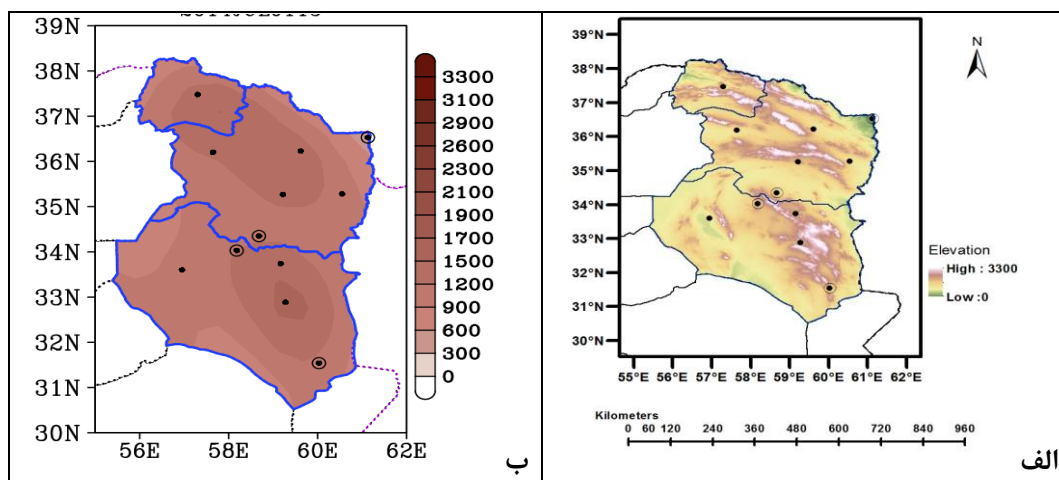 39N
38N
37N
36N
35N
34N
33N
32N
31N
30N
56E 58E 60E 62E
3300
3100
2900
2600
2300
2100
1900
1700
1500
1200
900
600
300
0
ب
39°N
38°N
37°N
36°N
35°N
34°N
33°N
32°N
31°N
30°N
55°E 56°E 57°E 58°E 59°E 60°E 61°E 62°E
N
Elevation
High : 3300
Low :0
Kilometers
0 60 120 240 360 480 600 720 840 960
الف